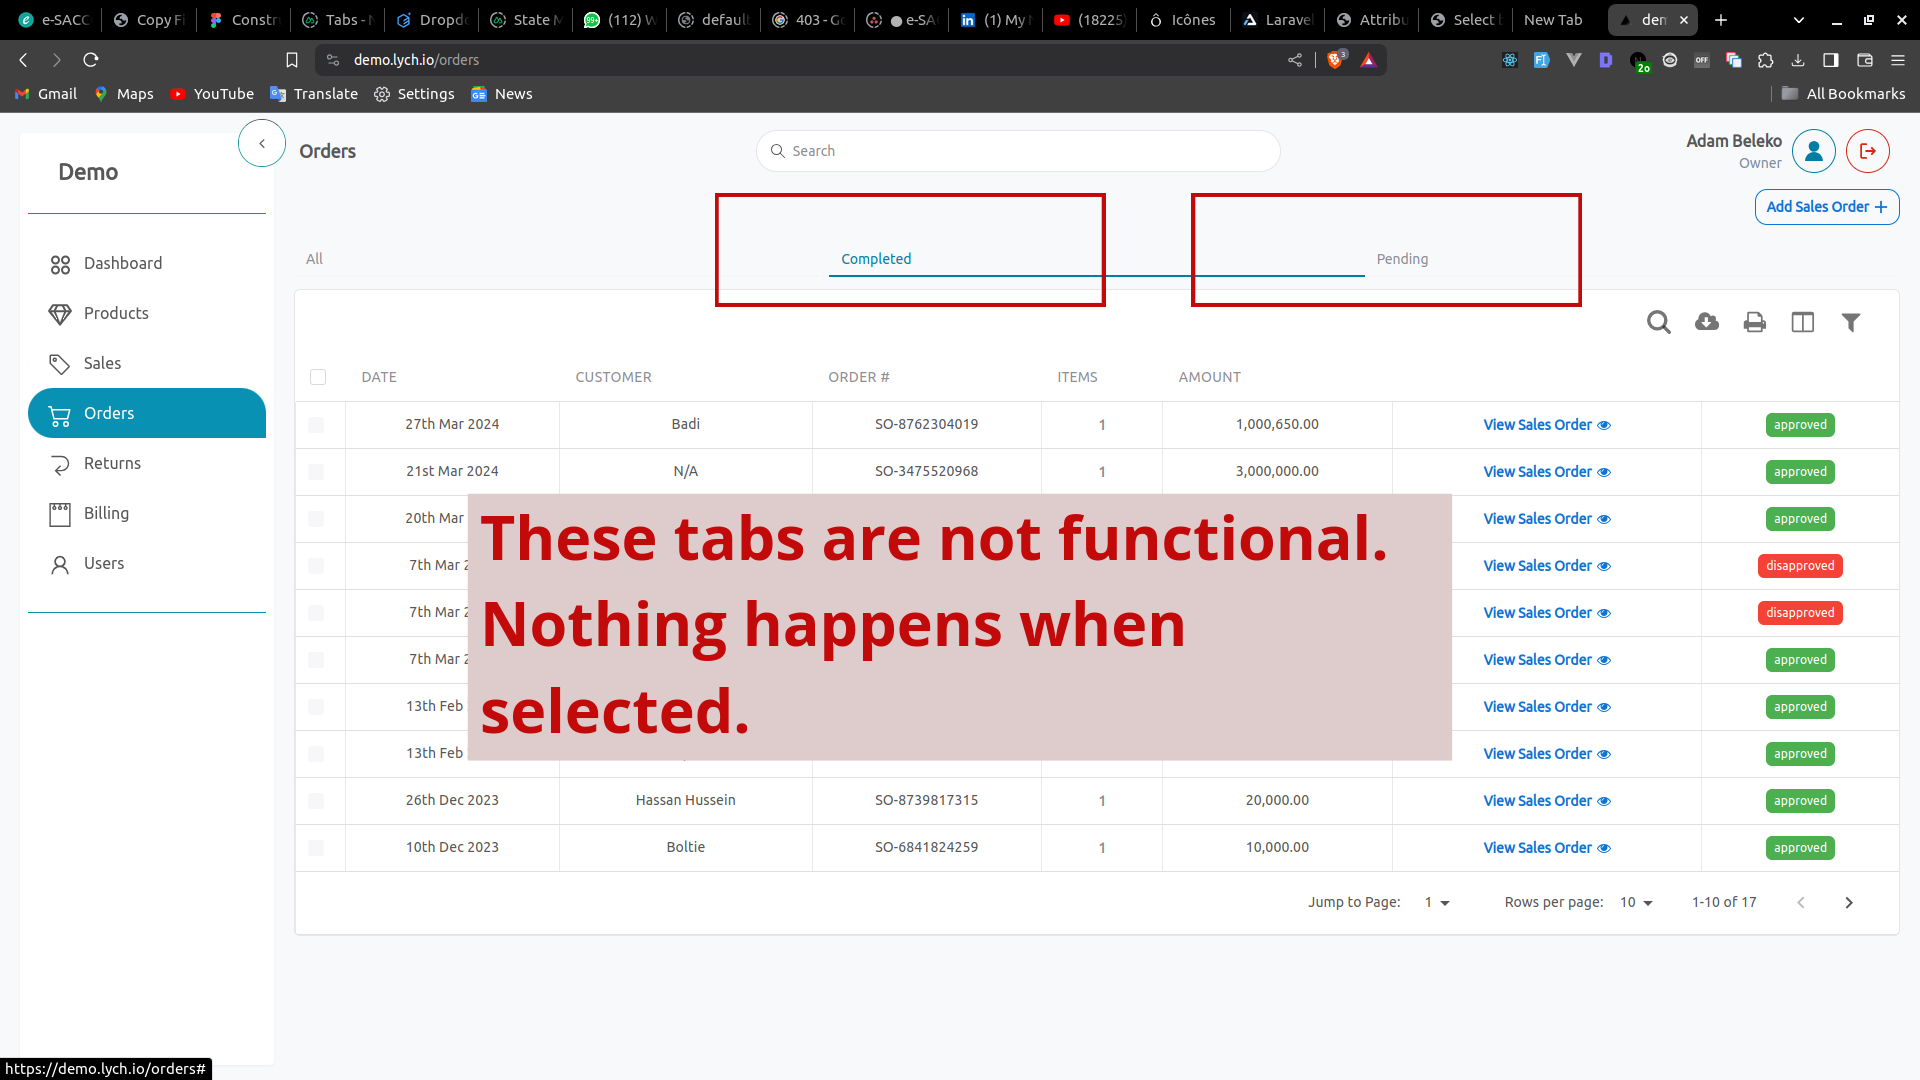 e-SACC
Copy Fi
Constru
Tabs - N
Dropdo
State M
99+
(112) W
default
403 - Go
● e-SA
(1) My N
(18225)
Icônes
Laravel
Attribu
Select b
New Tab
dem
demo.lych.io/orders
3
OFF
2o
Gmail
Maps
YouTube
Translate
Settings
News
All Bookmarks
Demo
Orders
Search
Adam Beleko
Owner
Add Sales Order
Dashboard
Products
Sales
Orders
Returns
Billing
Users
All
Completed
Pending
DATE CUSTOMER ORDER # ITEMS AMOUNT
27th Mar 2024 Badi SO-8762304019 1 1,000,650.00 View Sales Order approved
21st Mar 2024 N/A SO-3475520968 1 3,000,000.00 View Sales Order approved
20th Mar View Sales Order approved
7th Mar 2 View Sales Order disapproved
7th Mar 2 View Sales Order disapproved
7th Mar 2 View Sales Order approved
13th Feb View Sales Order approved
13th Feb View Sales Order approved
26th Dec 2023 Hassan Hussein SO-8739817315 1 20,000.00 View Sales Order approved
10th Dec 2023 Boltie SO-6841824259 1 10,000.00 View Sales Order approved
These tabs are not functional.
Nothing happens when
selected.
Jump to Page: 1 Rows per page: 10 1-10 of 17
https://demo.lych.io/orders#